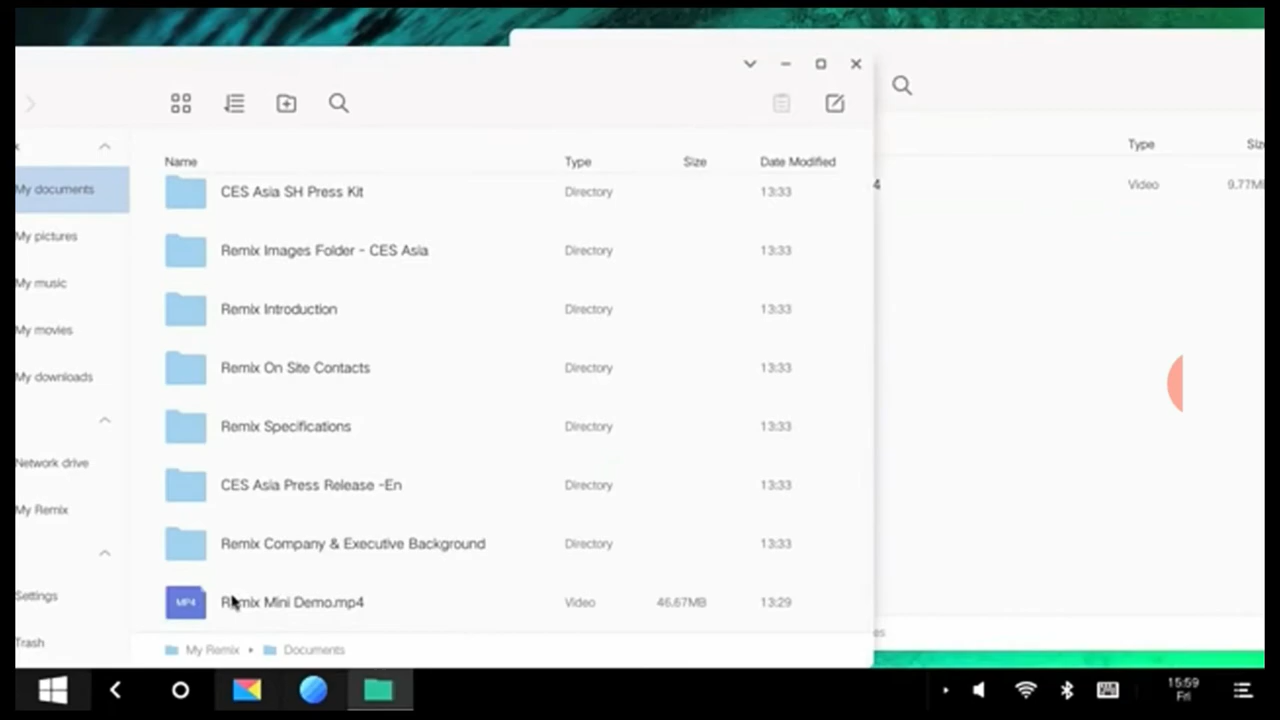 Name Type Size Date Modified
CES Asia SH Press Kit Directory 13:33
Remix Images Folder - CES Asia Directory 13:33
Remix Introduction Directory 13:33
Remix On Site Contacts Directory 13:33
Remix Specifications Directory 13:33
CES Asia Press Release -En Directory 13:33
Remix Company & Executive Background Directory 13:33
MP4 Remix Mini Demo.mp4 Video 46.67MB 13:29
My Remix Documents
k
My documents
My pictures
My music
My movies
My downloads
Network drive
My Remix
Settings
Trash
Type Siz
4 Video 9.77M
es
15:59
Fri